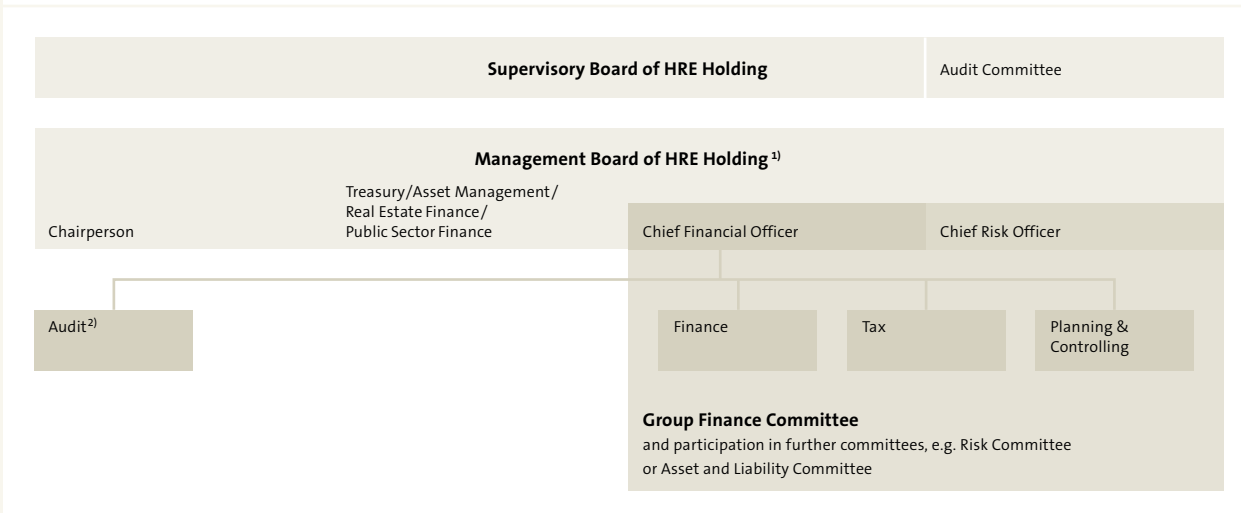 Supervisory Board of HRE Holding
Audit Committee
Management Board of HRE Holding 1)
Chairperson
Treasury/Asset Management/
Real Estate Finance/
Public Sector Finance
Chief Financial Officer
Chief Risk Officer
Audit 2)
Finance
Tax
Planning &
Controlling
Group Finance Committee
and participation in further committees, e.g. Risk Committee
or Asset and Liability Committee